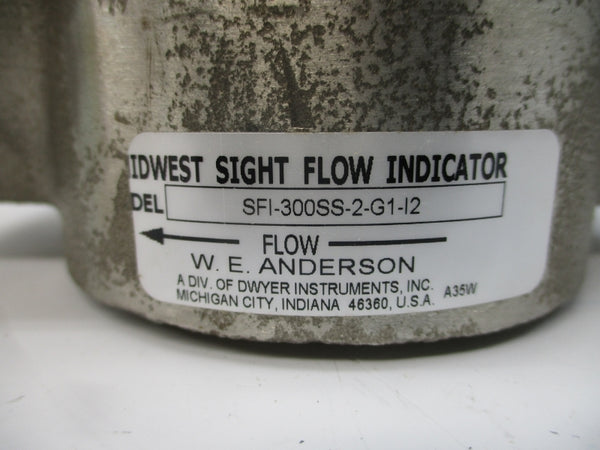 IDWEST SIGHT FLOW INDICATOR
DEL SFI-300SS-2-G1-I2
FLOW
W. E. ANDERSON
A DIV. OF DWYER INSTRUMENTS, INC.
MICHIGAN CITY, INDIANA 46360, U.S.A. A35W